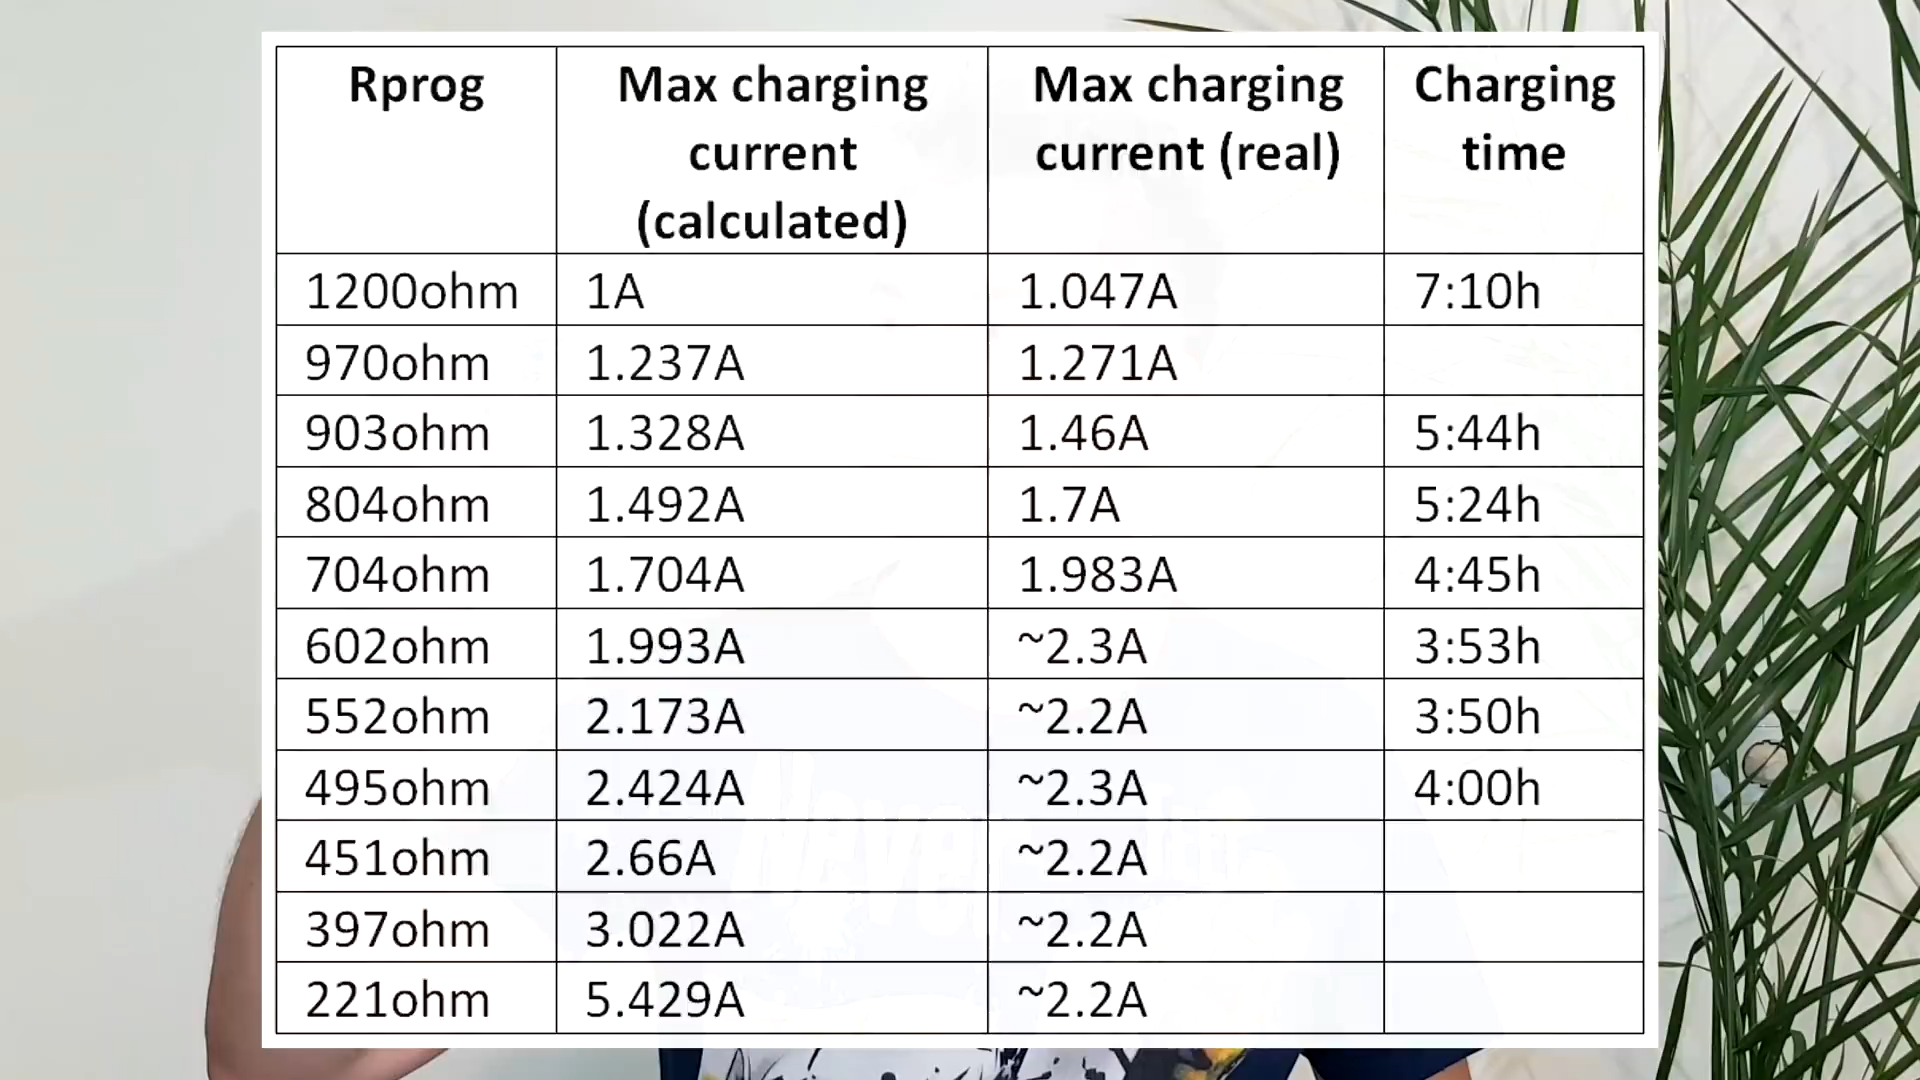 Rprog Max charging current (calculated) Max charging current (real) Charging time
1200ohm 1A 1.047A 7:10h
970ohm 1.237A 1.271A
903ohm 1.328A 1.46A 5:44h
804ohm 1.492A 1.7A 5:24h
704ohm 1.704A 1.983A 4:45h
602ohm 1.993A ~2.3A 3:53h
552ohm 2.173A ~2.2A 3:50h
495ohm 2.424A ~2.3A 4:00h
451ohm 2.66A ~2.2A
397ohm 3.022A ~2.2A
221ohm 5.429A ~2.2A